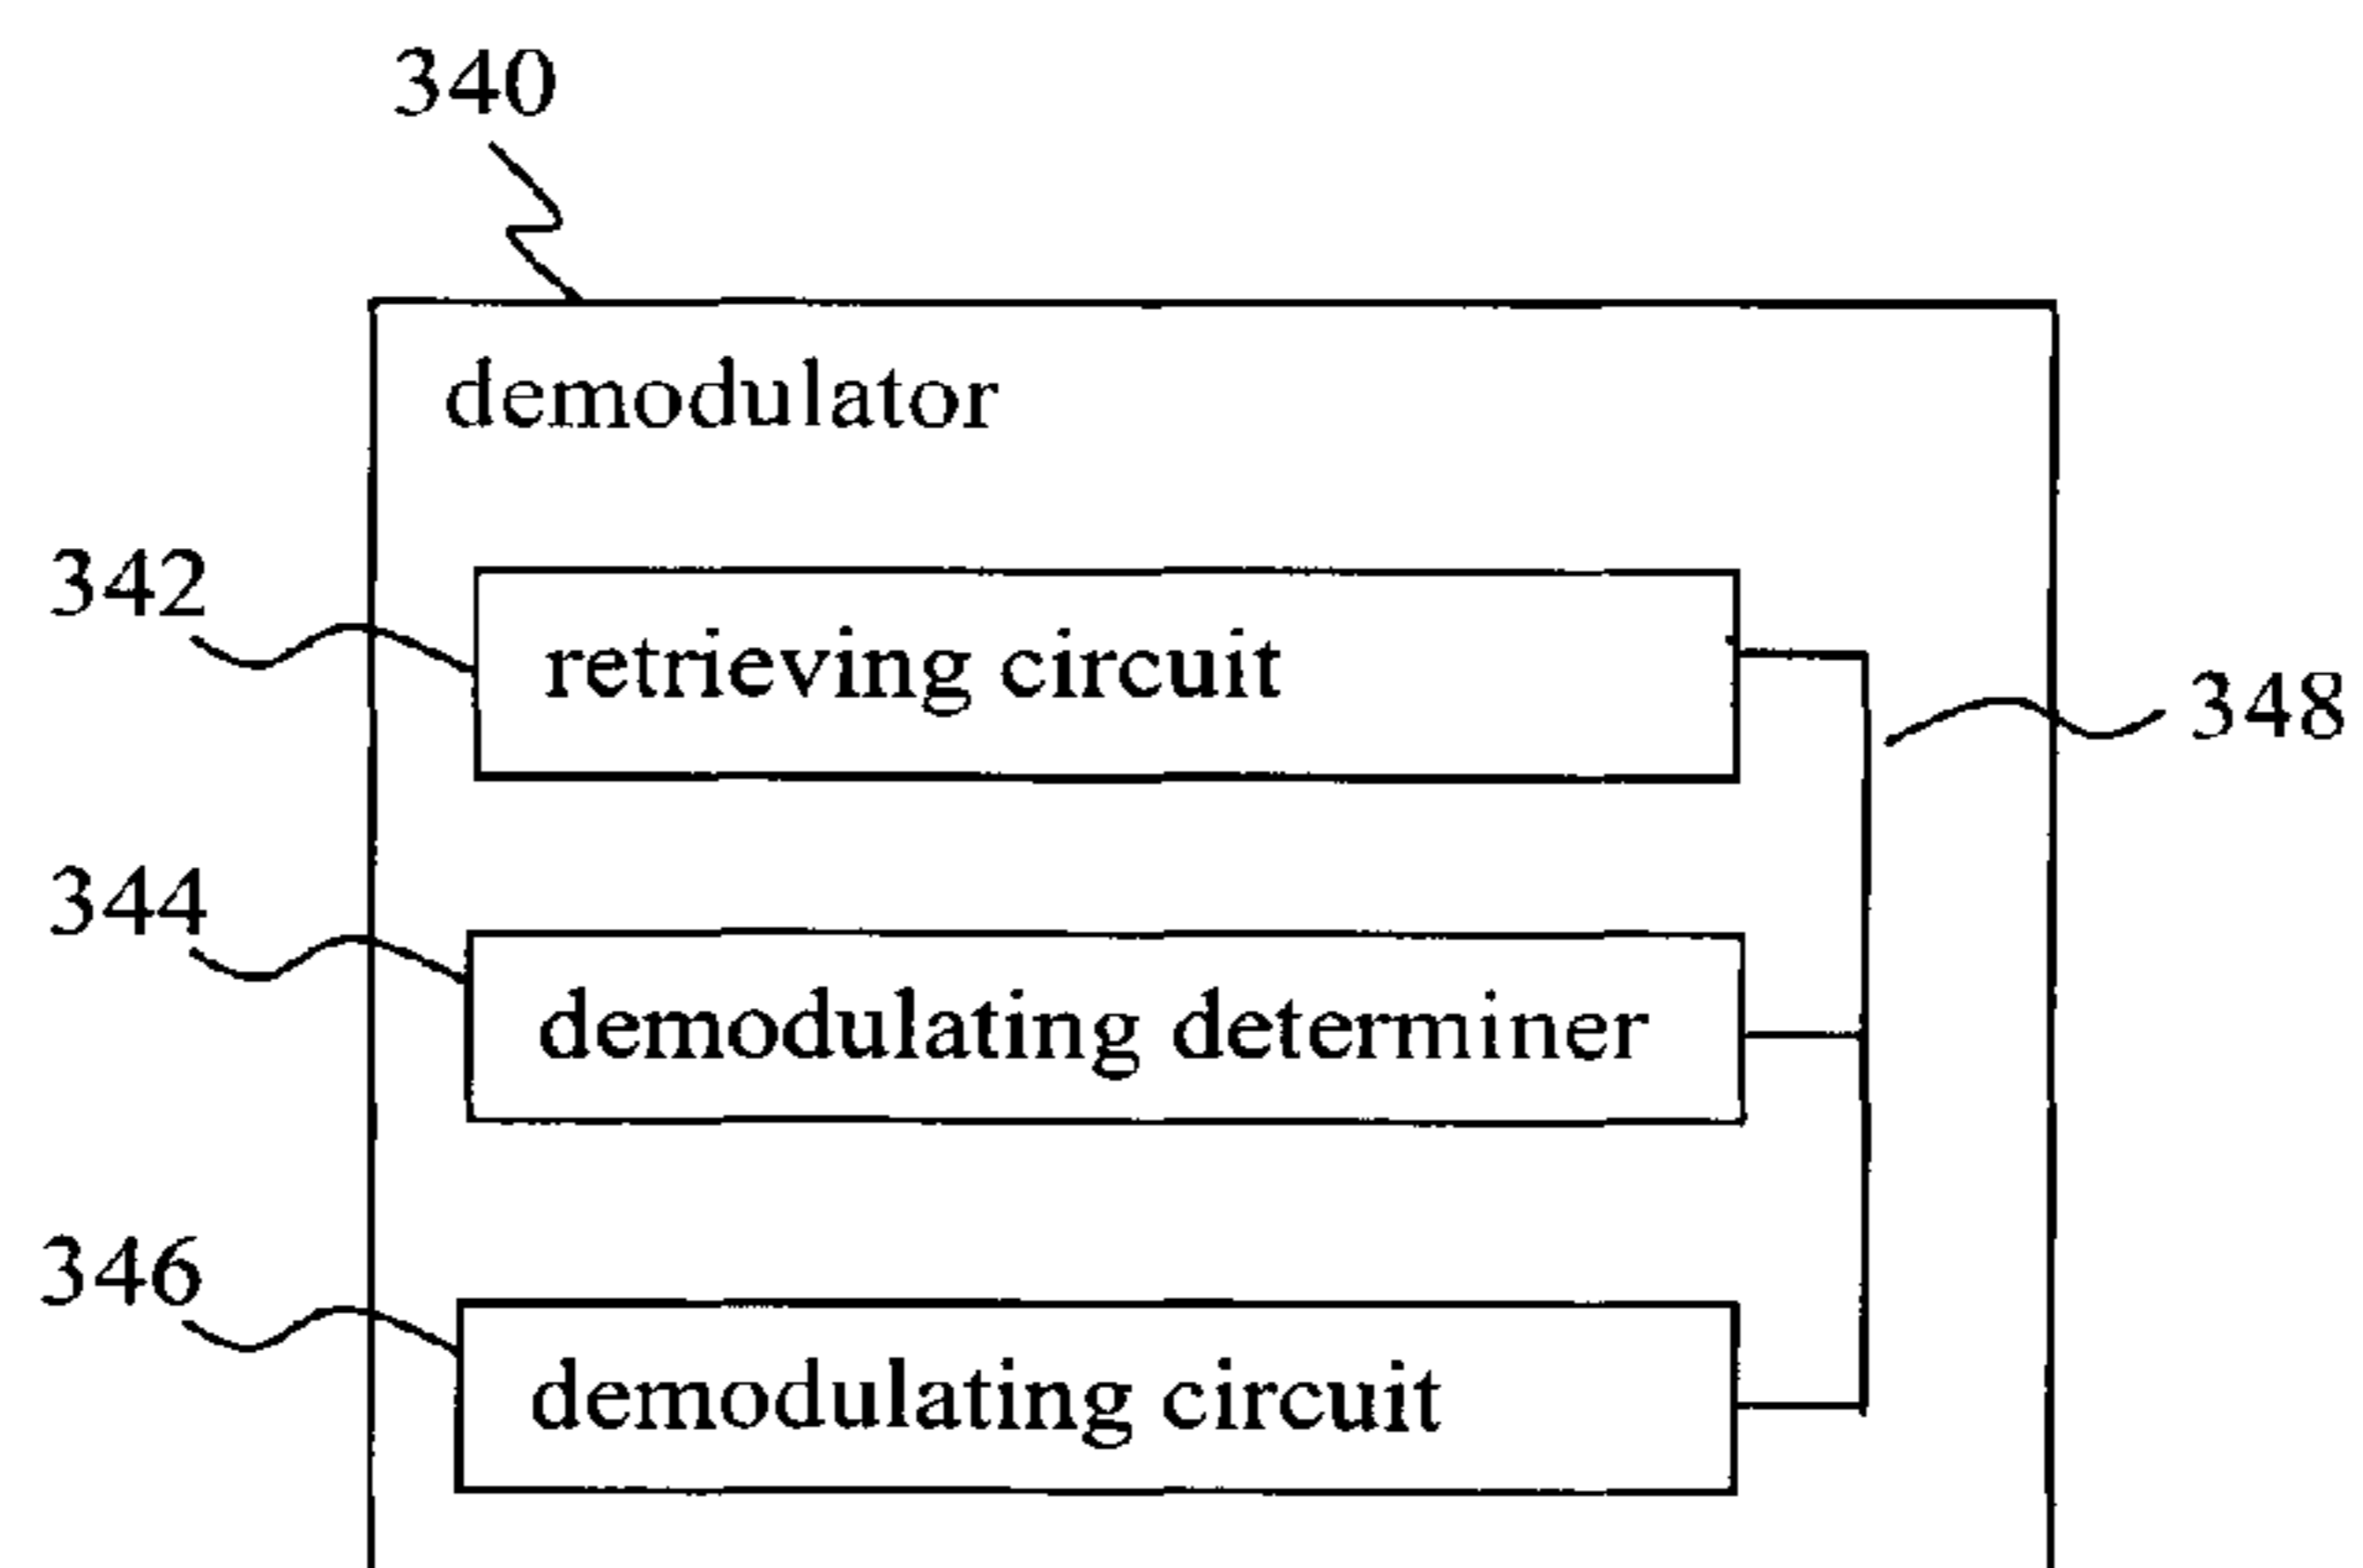 340
demodulator
342
retrieving circuit
348
344
demodulating determiner
346
demodulating circuit